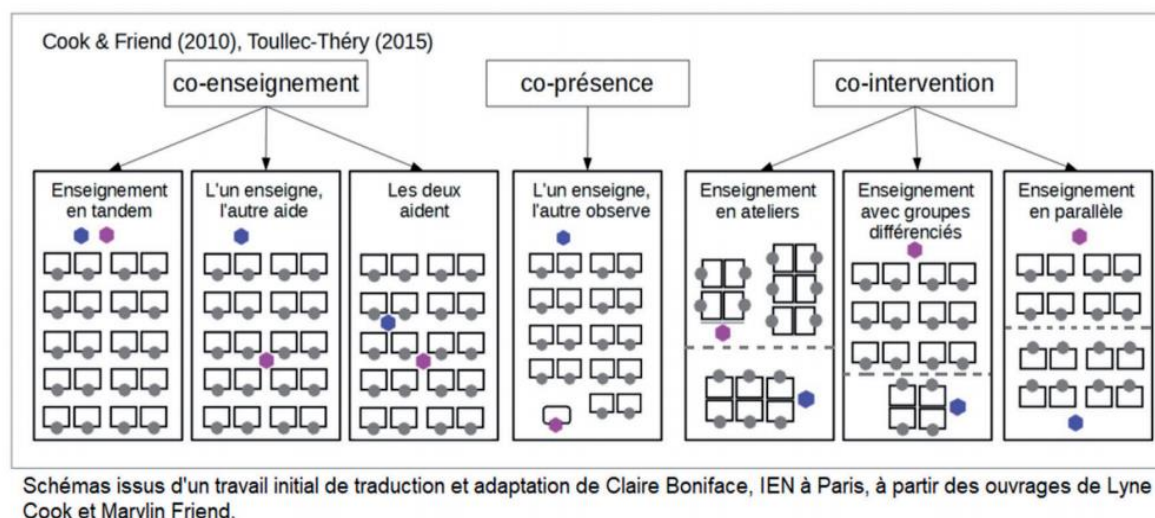 Cook & Friend (2010), Toullec-Théry (2015)
co-enseignement
co-présence
co-intervention
Enseignement
en tandem
L'un enseigne,
l'autre aide
Les deux
aident
L'un enseigne,
l'autre observe
Enseignement
en ateliers
Enseignement
avec groupes
différenciés
Enseignement
en parallèle
Schémas issus d'un travail initial de traduction et adaptation de Claire Boniface, IEN à Paris, à partir des ouvrages de Lyne
Cook et Marylin Friend.